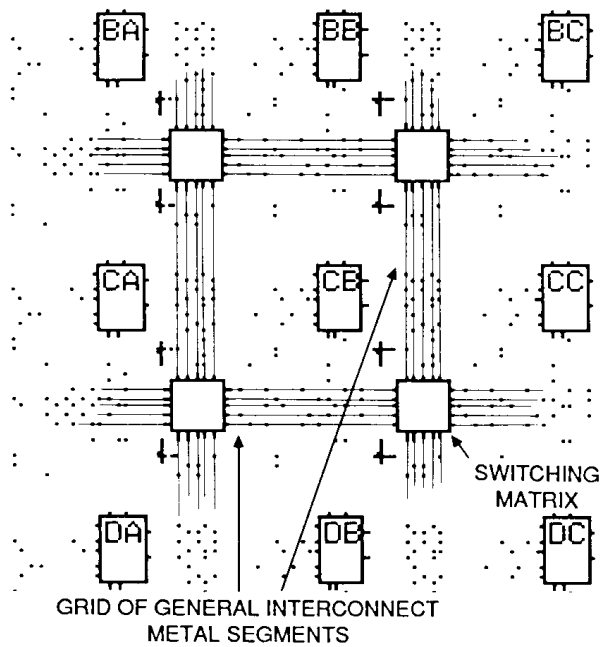 BA BB BC
CA CB CC
SWITCHING
MATRIX
DA DB DC
GRID OF GENERAL INTERCONNECT
METAL SEGMENTS